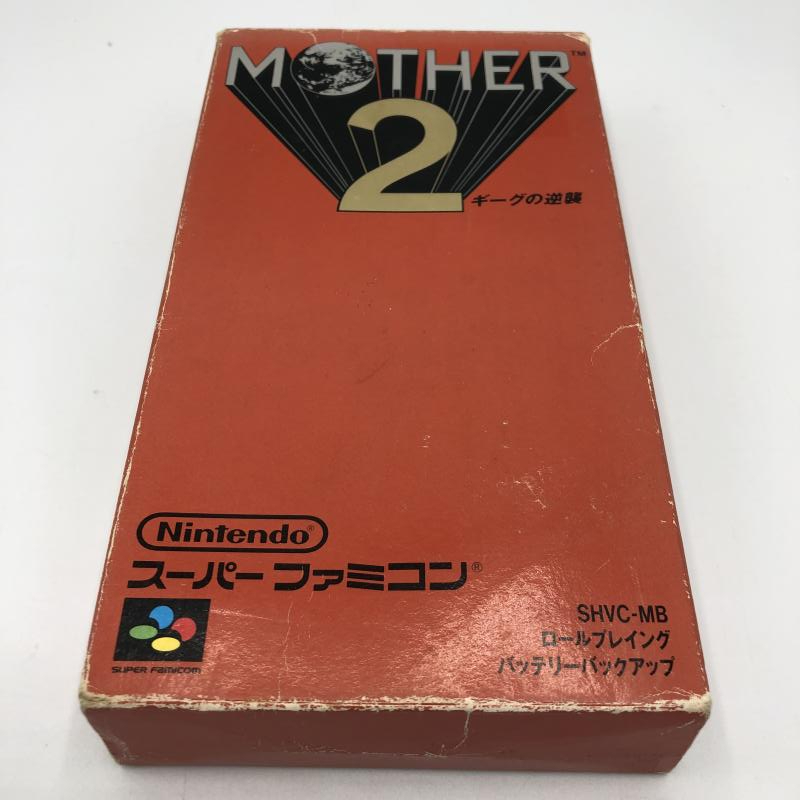 MOTHER™
2
ギーグの逆襲
Nintendo®
スーパーファミコン®
SUPER FAMICOM
SHVC-MB
ロールプレイング
バッテリーバックアップ